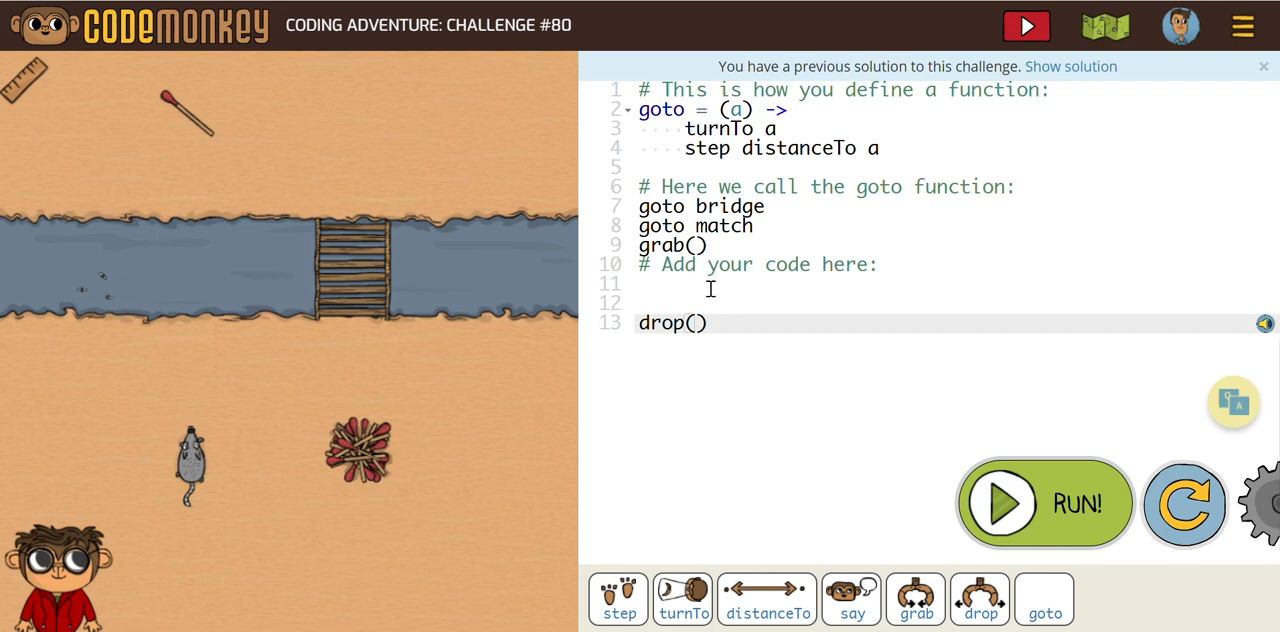 CODEMONKEY
CODING ADVENTURE: CHALLENGE #80
You have a previous solution to this challenge. Show solution ×
1 # This is how you define a function:
2 goto = (a) ->
3 ····turnTo a
4 ····step distanceTo a
5
6 # Here we call the goto function:
7 goto bridge
8 goto match
9 grab()
10 # Add your code here:
11
12
13 drop()
Q A
RUN!
step turnTo distanceTo say grab drop goto